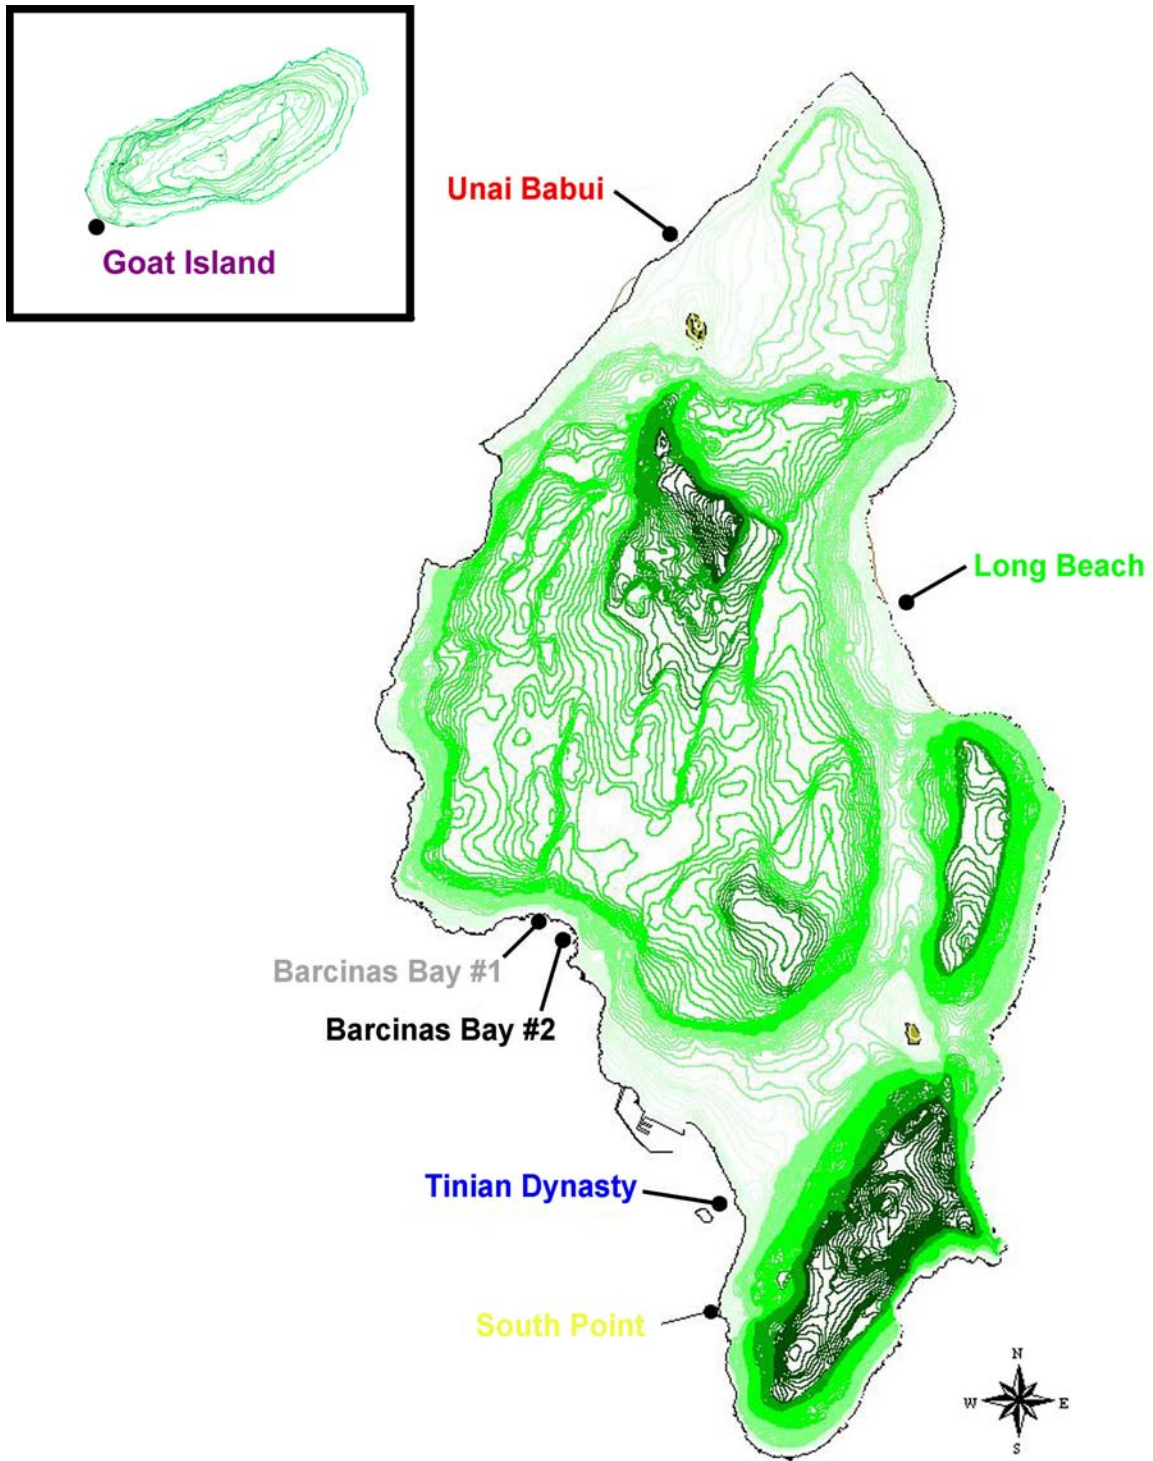 Goat Island
Unai Babui
Long Beach
Barcinas Bay #1
Barcinas Bay #2
Tinian Dynasty
South Point
N
W E
S